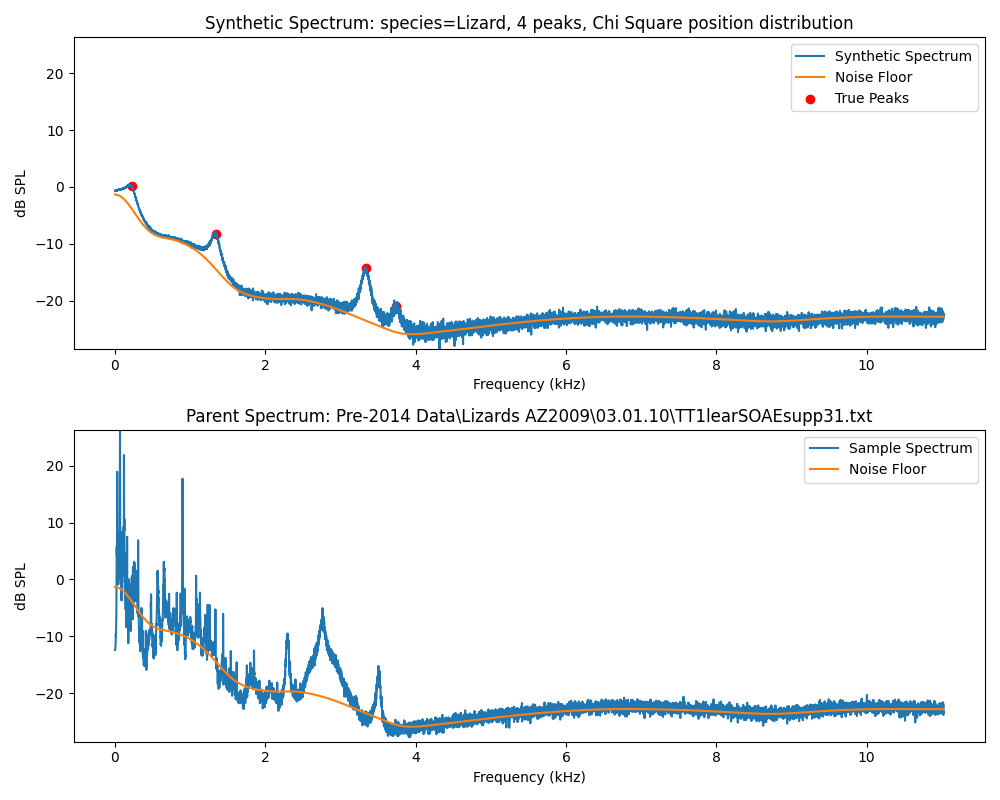 Synthetic Spectrum: species=Lizard, 4 peaks, Chi Square position distribution
20
10
0
−10
−20
dB SPL
Synthetic Spectrum
Noise Floor
True Peaks
0 2 4 6 8 10
Frequency (kHz)
Parent Spectrum: Pre-2014 Data\Lizards AZ2009\03.01.10\TT1learSOAEsupp31.txt
20
10
0
−10
−20
dB SPL
Sample Spectrum
Noise Floor
0 2 4 6 8 10
Frequency (kHz)